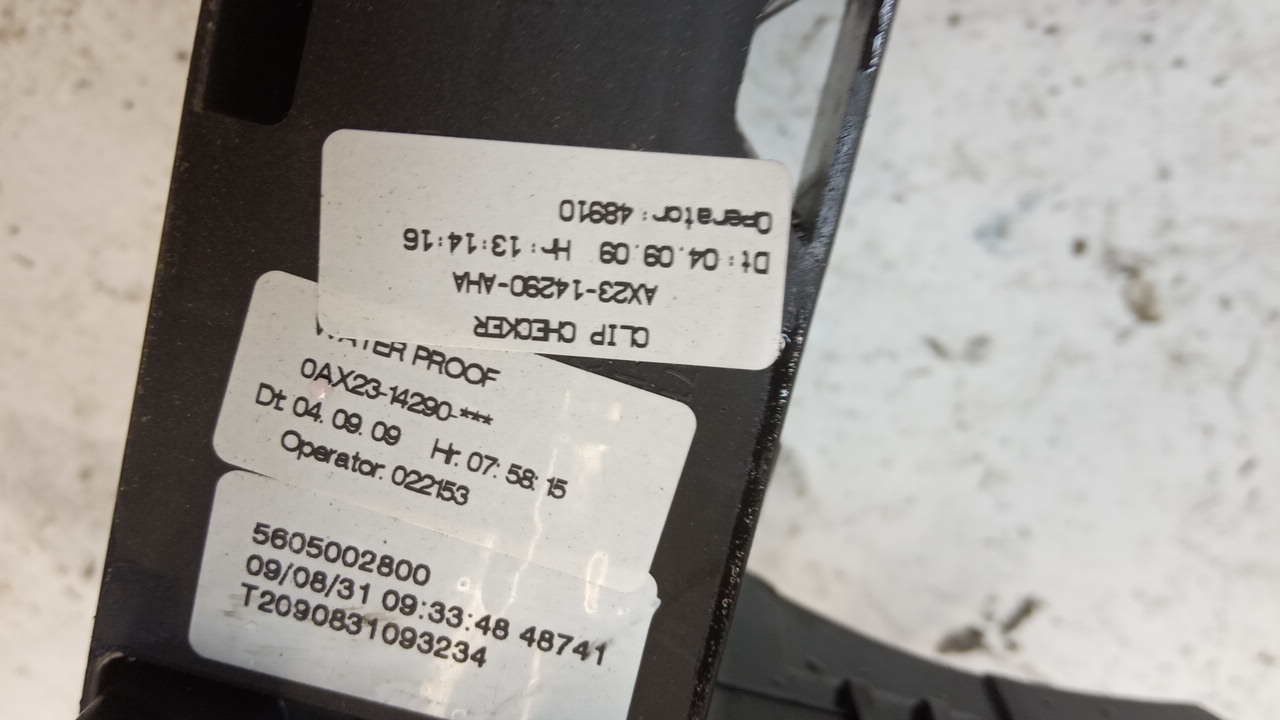 CLIP CHECKER
AX23-14290-AHA
Dt: 04.09.09 Hr: 13:14:16
Operator: 48910
WATER PROOF
0AX23-14290-***
Dt: 04. 09. 09 Hr. 07: 58: 15
Operator. 022153
5605002800
09/08/31 09:33:48 48741
T2090831093234